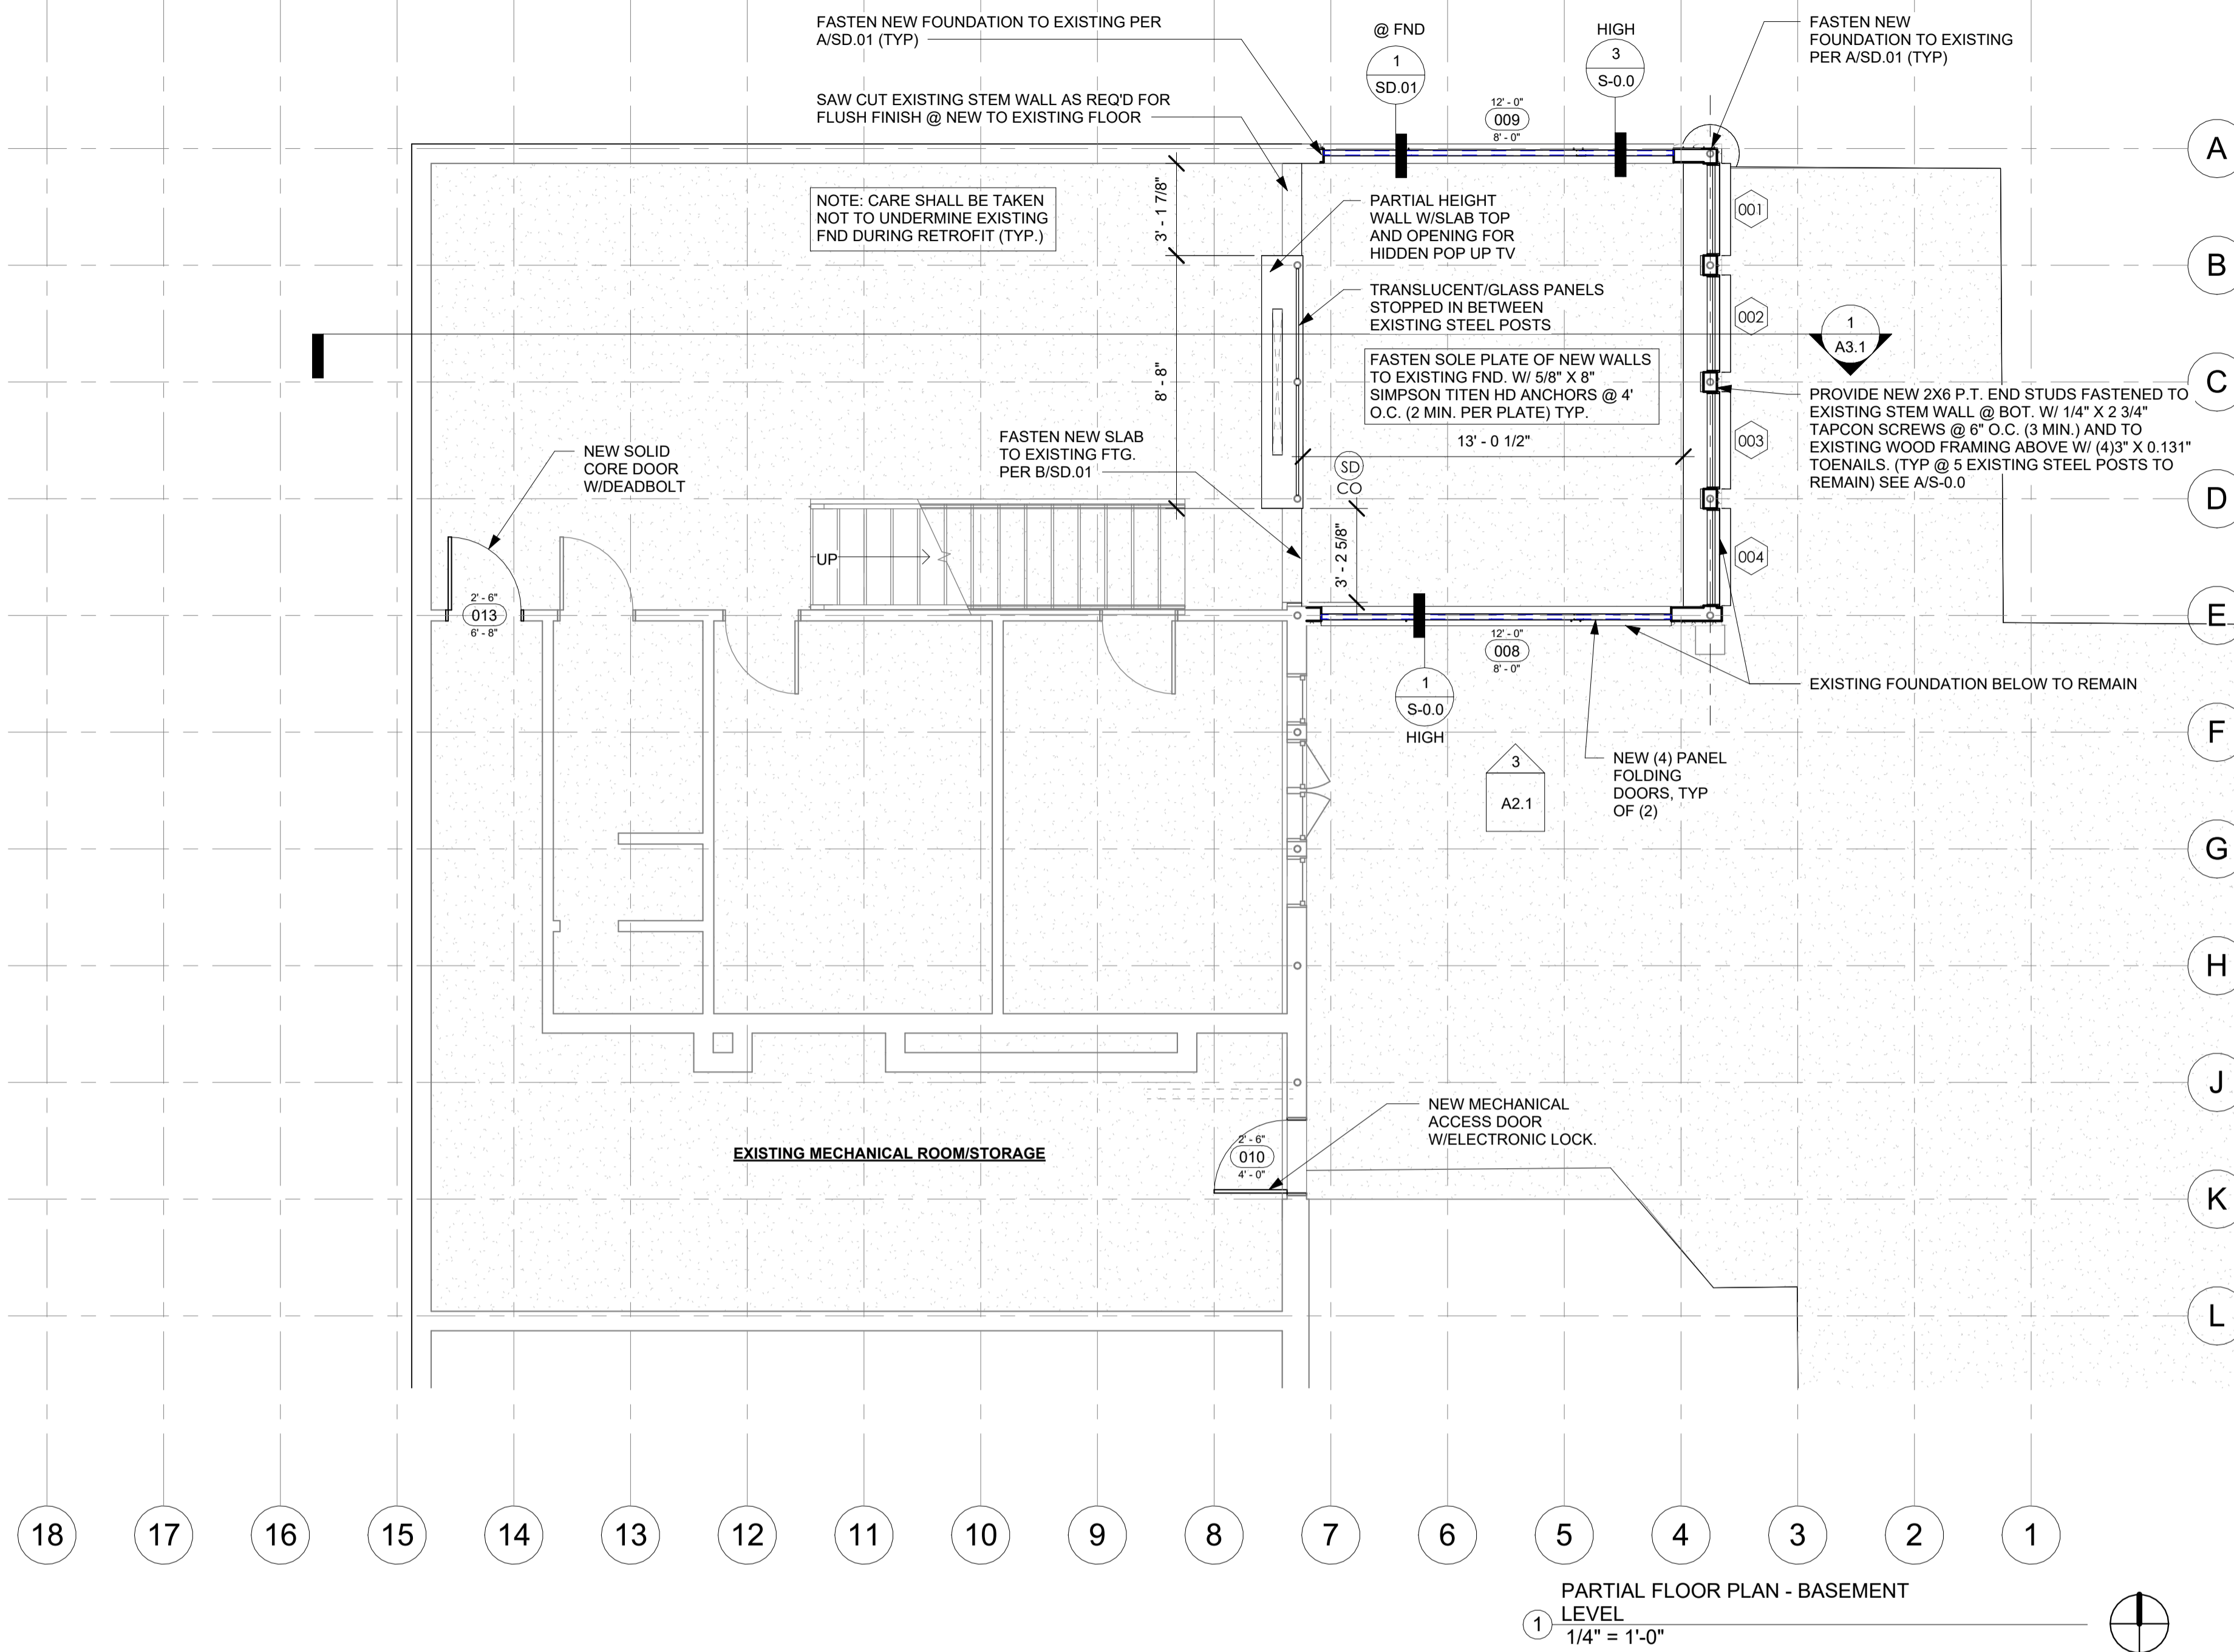 FASTEN NEW FOUNDATION TO EXISTING PER
A/SD.01 (TYP)
@ FND
1
SD.01
HIGH
3
S-0.0
FASTEN NEW
FOUNDATION TO EXISTING
PER A/SD.01 (TYP)
SAW CUT EXISTING STEM WALL AS REQ'D FOR
FLUSH FINISH @ NEW TO EXISTING FLOOR
12' - 0"
009
8' - 0"
A
NOTE: CARE SHALL BE TAKEN
NOT TO UNDERMINE EXISTING
FND DURING RETROFIT (TYP.)
3' - 1 7/8"
PARTIAL HEIGHT
WALL W/SLAB TOP
AND OPENING FOR
HIDDEN POP UP TV
001
B
TRANSLUCENT/GLASS PANELS
STOPPED IN BETWEEN
EXISTING STEEL POSTS
002
1
A3.1
8' - 8"
FASTEN SOLE PLATE OF NEW WALLS
TO EXISTING FND. W/ 5/8" X 8"
SIMPSON TITEN HD ANCHORS @ 4'
O.C. (2 MIN. PER PLATE) TYP.
C
PROVIDE NEW 2X6 P.T. END STUDS FASTENED TO
EXISTING STEM WALL @ BOT. W/ 1/4" X 2 3/4"
TAPCON SCREWS @ 6" O.C. (3 MIN.) AND TO
EXISTING WOOD FRAMING ABOVE W/ (4)3" X 0.131"
TOENAILS. (TYP @ 5 EXISTING STEEL POSTS TO
REMAIN) SEE A/S-0.0
13' - 0 1/2"
003
NEW SOLID
CORE DOOR
W/DEADBOLT
FASTEN NEW SLAB
TO EXISTING FTG.
PER B/SD.01
SD
CO
D
UP
3' - 2 5/8"
004
2' - 6"
013
6' - 8"
E
12' - 0"
008
8' - 0"
1
S-0.0
HIGH
EXISTING FOUNDATION BELOW TO REMAIN
F
3
A2.1
NEW (4) PANEL
FOLDING
DOORS, TYP
OF (2)
G
H
J
NEW MECHANICAL
ACCESS DOOR
W/ELECTRONIC LOCK.
EXISTING MECHANICAL ROOM/STORAGE
2' - 6"
010
4' - 0"
K
L
18 17 16 15 14 13 12 11 10 9 8 7 6 5 4 3 2 1
1
PARTIAL FLOOR PLAN - BASEMENT
LEVEL
1/4" = 1'-0"